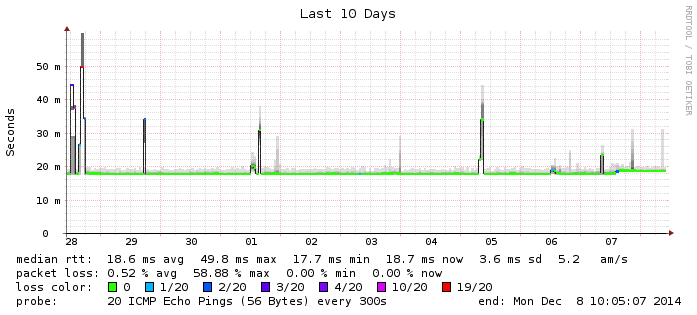 Last 10 Days
RRDTOOL / TOBI OETIKER
Seconds
50 m
40 m
30 m
20 m
10 m
0
28 29 30 01 02 03 04 05 06 07
median rtt: 18.6 ms avg 49.8 ms max 17.7 ms min 18.7 ms now 3.6 ms sd 5.2 am/s
packet loss: 0.52 % avg 58.88 % max 0.00 % min 0.00 % now
loss color: 0 1/20 2/20 3/20 4/20 10/20 19/20
probe: 20 ICMP Echo Pings (56 Bytes) every 300s end: Mon Dec 8 10:05:07 2014